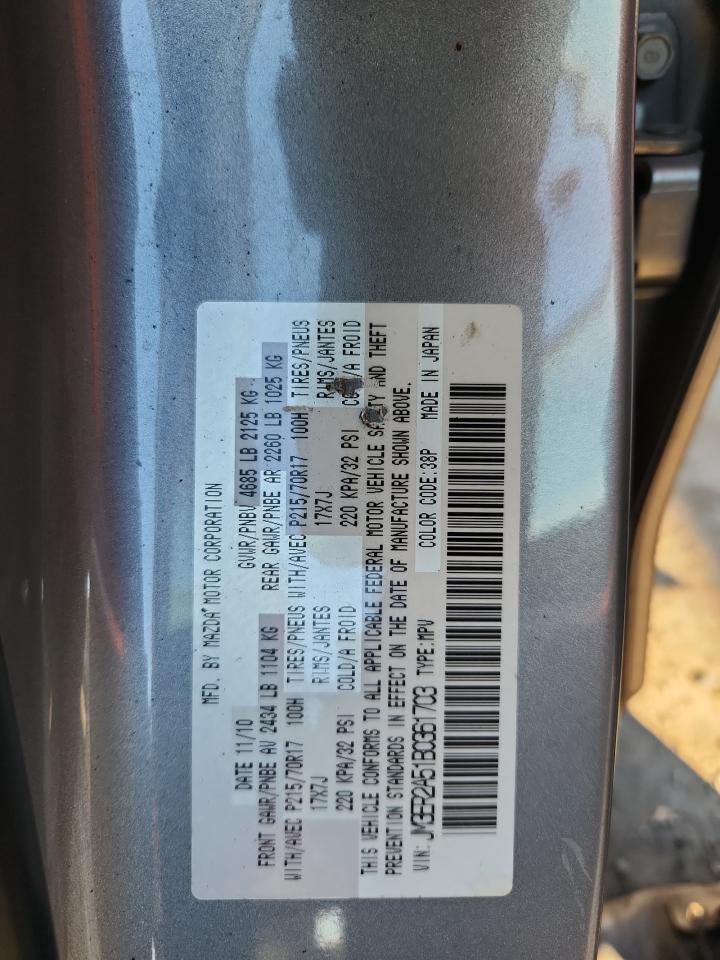 MFD. BY MAZDA MOTOR CORPORATION
DATE 11/10 GVWR/PNBV 4685 LB 2125 KG
FRONT GAWR/PNBE AV 2434 LB 1104 KG REAR GAWR/PNBE AR 2260 LB 1025 KG
WITH/AVEC P215/70R17 100H TIRES/PNEUS WITH/AVEC P215/70R17 100H TIRES/PNEUS
17X7J RIMS/JANTES 17X7J RIMS/JANTES
220 KPA/32 PSI COLD/A FROID 220 KPA/32 PSI COLD/A FROID
THIS VEHICLE CONFORMS TO ALL APPLICABLE FEDERAL MOTOR VEHICLE SAFETY AND THEFT
PREVENTION STANDARDS IN EFFECT ON THE DATE OF MANUFACTURE SHOWN ABOVE.
VIN: JM3ER2A51B0361703 TYPE:MPV COLOR CODE:38P MADE IN JAPAN